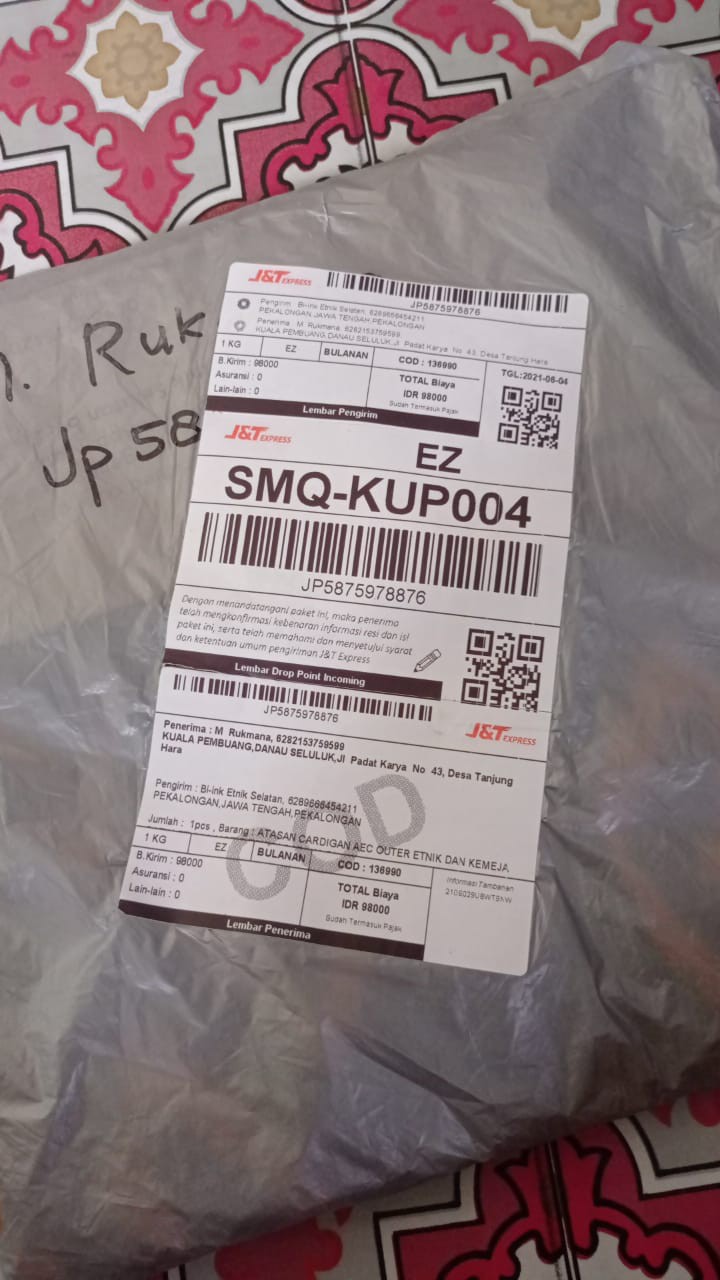 J&T EXPRESS
JP5875978876
Pengirim : Bl-ink Etnik Selatan, 6289666454211
PEKALONGAN,JAWA TENGAH,PEKALONGAN
Penerima : M Rukmana, 6282153759599
KUALA PEMBUANG,DANAU SELULUK,Jl Padat Karya No 43, Desa Tanjung Hara
1 KG EZ BULANAN COD : 136990 TGL:2021-06-04
B.Kirim : 98000
Asuransi : 0
Lain-lain : 0
TOTAL Biaya
IDR 98000
Sudah Termasuk Pajak
Lembar Pengirim
Ruk
Jp 58
J&T EXPRESS
EZ
SMQ-KUP004
JP5875978876
Dengan menandatangani paket ini, maka penerima
telah mengkonfirmasi kebenaran informasi resi dan isi
paket ini, serta telah memahami dan menyetujui syarat
dan ketentuan umum pengiriman J&T Express
Lembar Drop Point Incoming
JP5875978876
J&T EXPRESS
Penerima : M Rukmana, 6282153759599
KUALA PEMBUANG,DANAU SELULUK,Jl Padat Karya No 43, Desa Tanjung
Hara
Pengirim : Bl-ink Etnik Selatan, 6289666454211
PEKALONGAN,JAWA TENGAH,PEKALONGAN
COD
Jumlah : 1pcs , Barang : ATASAN CARDIGAN AEC OUTER ETNIK DAN KEMEJA
1 KG EZ BULANAN COD : 136990
B.Kirim : 98000
Asuransi : 0
Lain-lain : 0
TOTAL Biaya
IDR 98000
Sudah Termasuk Pajak
Informasi Tambahan
Lembar Penerima